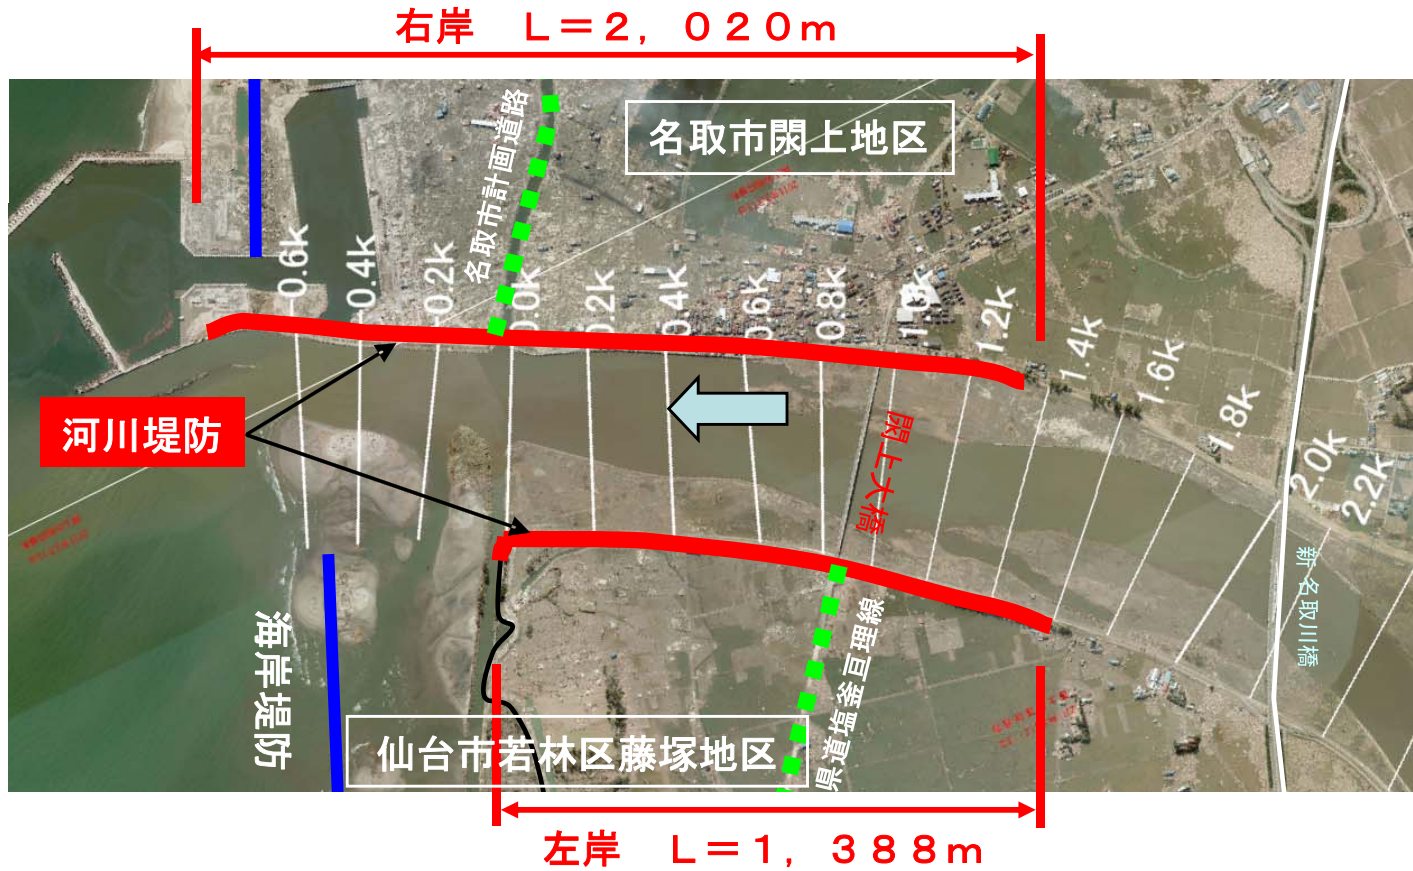 右岸　Ｌ＝２，０２０ｍ
名取市計画道路
名取市閖上地区
-0.6k
-0.4k
-0.2k
0.0k
0.2k
0.4k
0.6k
0.8k
1.2k
1.4k
1.6k
1.8k
2.0k
2.2k
河川堤防
閖上大橋
新名取川橋
海岸堤防
県道塩釜亘理線
仙台市若林区藤塚地区
左岸　Ｌ＝１，３８８ｍ